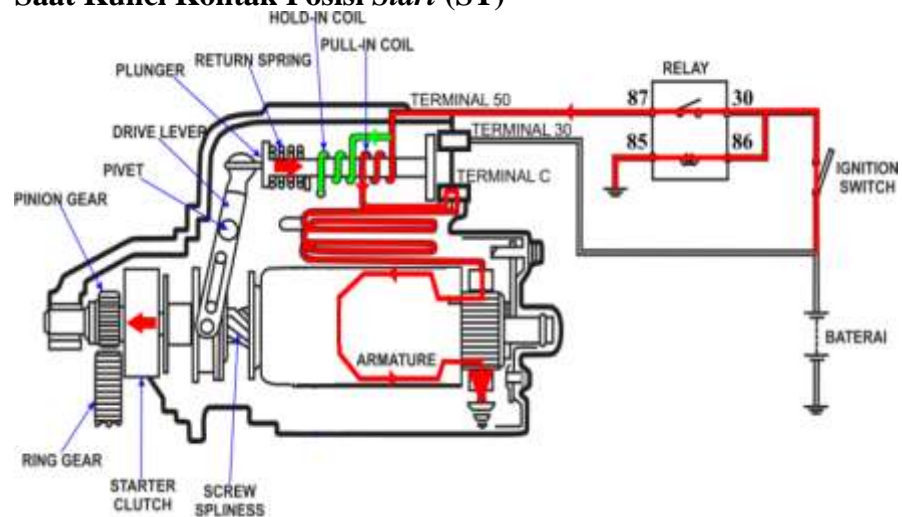 Saat Kunci Kontak Posisi Start (ST)
HOLD-IN COIL
PULL-IN COIL
RETURN SPRING
PLUNGER
DRIVE LEVER
PIVET
PINION GEAR
TERMINAL 50
TERMINAL 30
TERMINAL C
RELAY
87
30
85
86
IGNITION
SWITCH
BATERAI
ARMATURE
RING GEAR
STARTER
CLUTCH
SCREW
SPLINESS